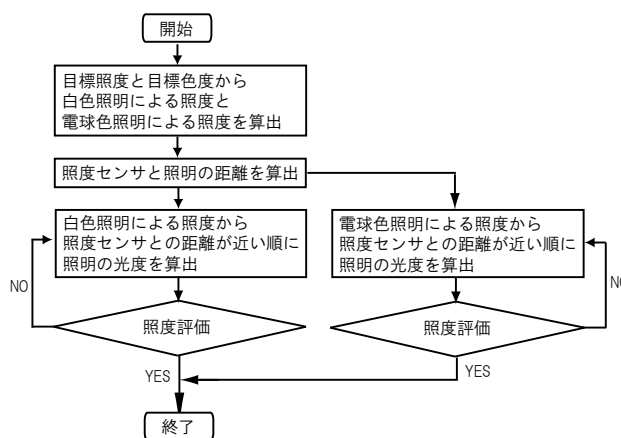 開始
目標照度と目標色度から
白色照明による照度と
電球色照明による照度を算出
照度センサと照明の距離を算出
白色照明による照度から
照度センサとの距離が近い順に
照明の光度を算出
電球色照明による照度から
照度センサとの距離が近い順に
照明の光度を算出
NO
NO
照度評価
照度評価
YES
YES
終了